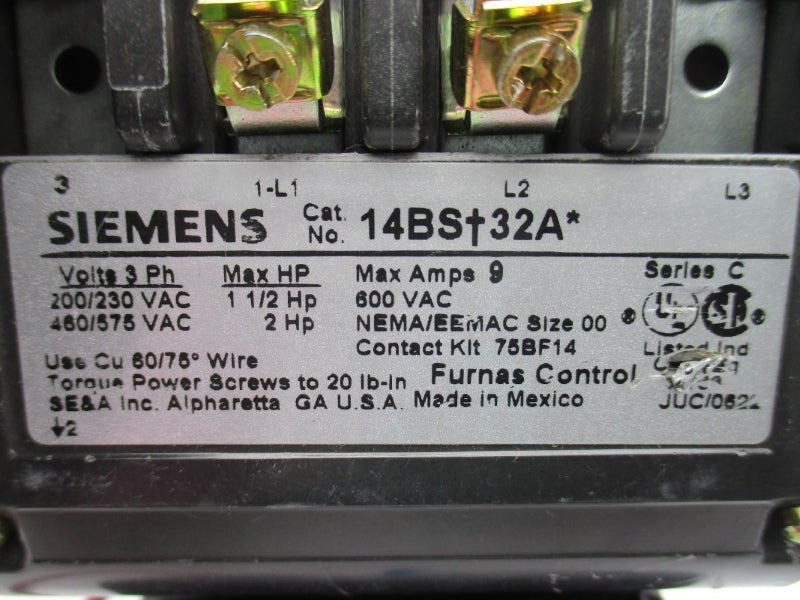 3 1-L1 L2 L3
SIEMENS Cat. No. 14BS†32A*
Volts 3 Ph Max HP Max Amps 9 Series C
200/230 VAC 1 1/2 Hp 600 VAC
460/575 VAC 2 Hp NEMA/EEMAC Size 00 ® UL SA ®
Contact Kit 75BF14 Listed Ind
Use Cu 60/75° Wire
Torque Power Screws to 20 lb-in Furnas Control
SE&A Inc. Alpharetta GA U.S.A. Made in Mexico JUC/0622
↓2